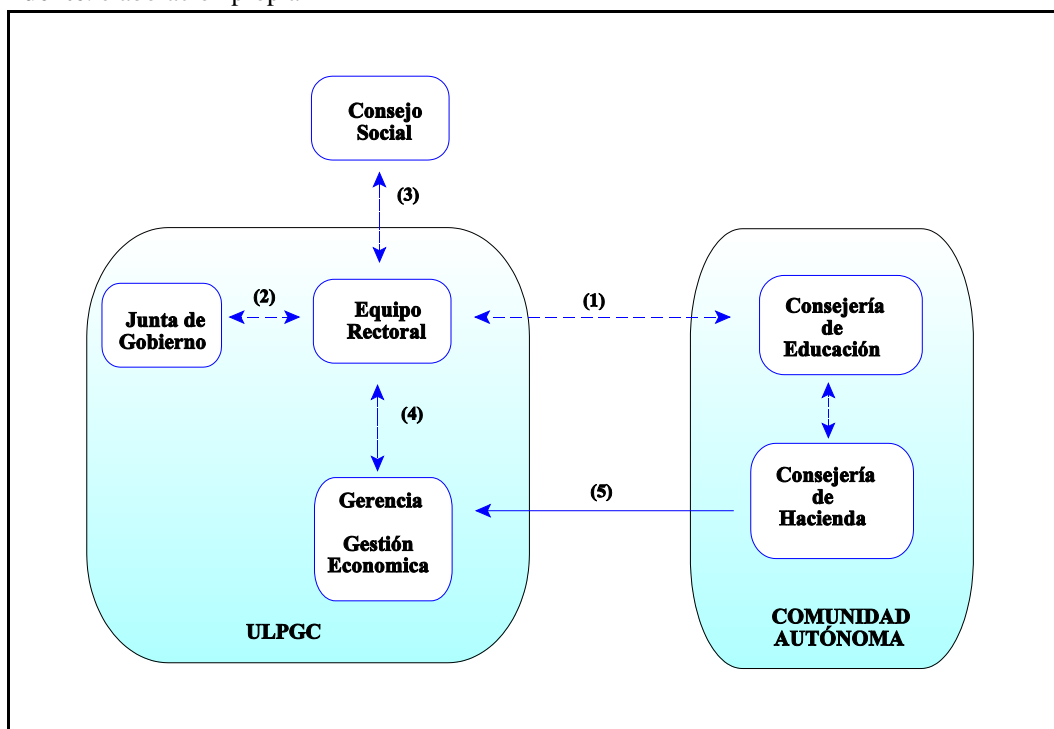 Consejo
Social
(3)
Junta de
Gobierno
(2)
Equipo
Rectoral
(1)
Consejería
de
Educación
(4)
Gerencia
Gestión
Economica
(5)
Consejería
de
Hacienda
ULPGC
COMUNIDAD
AUTÓNOMA